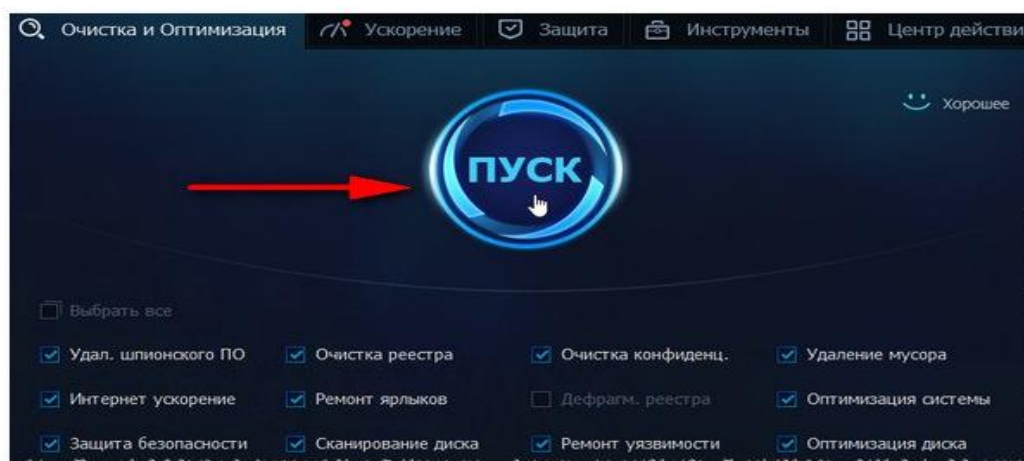 Очистка и Оптимизация Ускорение Защита Инструменты Центр действи
Хорошее
ПУСК
Выбрать все
Удал. шпионского ПО Очистка реестра Очистка конфиденц. Удаление мусора
Интернет ускорение Ремонт ярлыков Дефрагм. реестра Оптимизация системы
Защита безопасности Сканирование диска Ремонт уязвимости Оптимизация диска